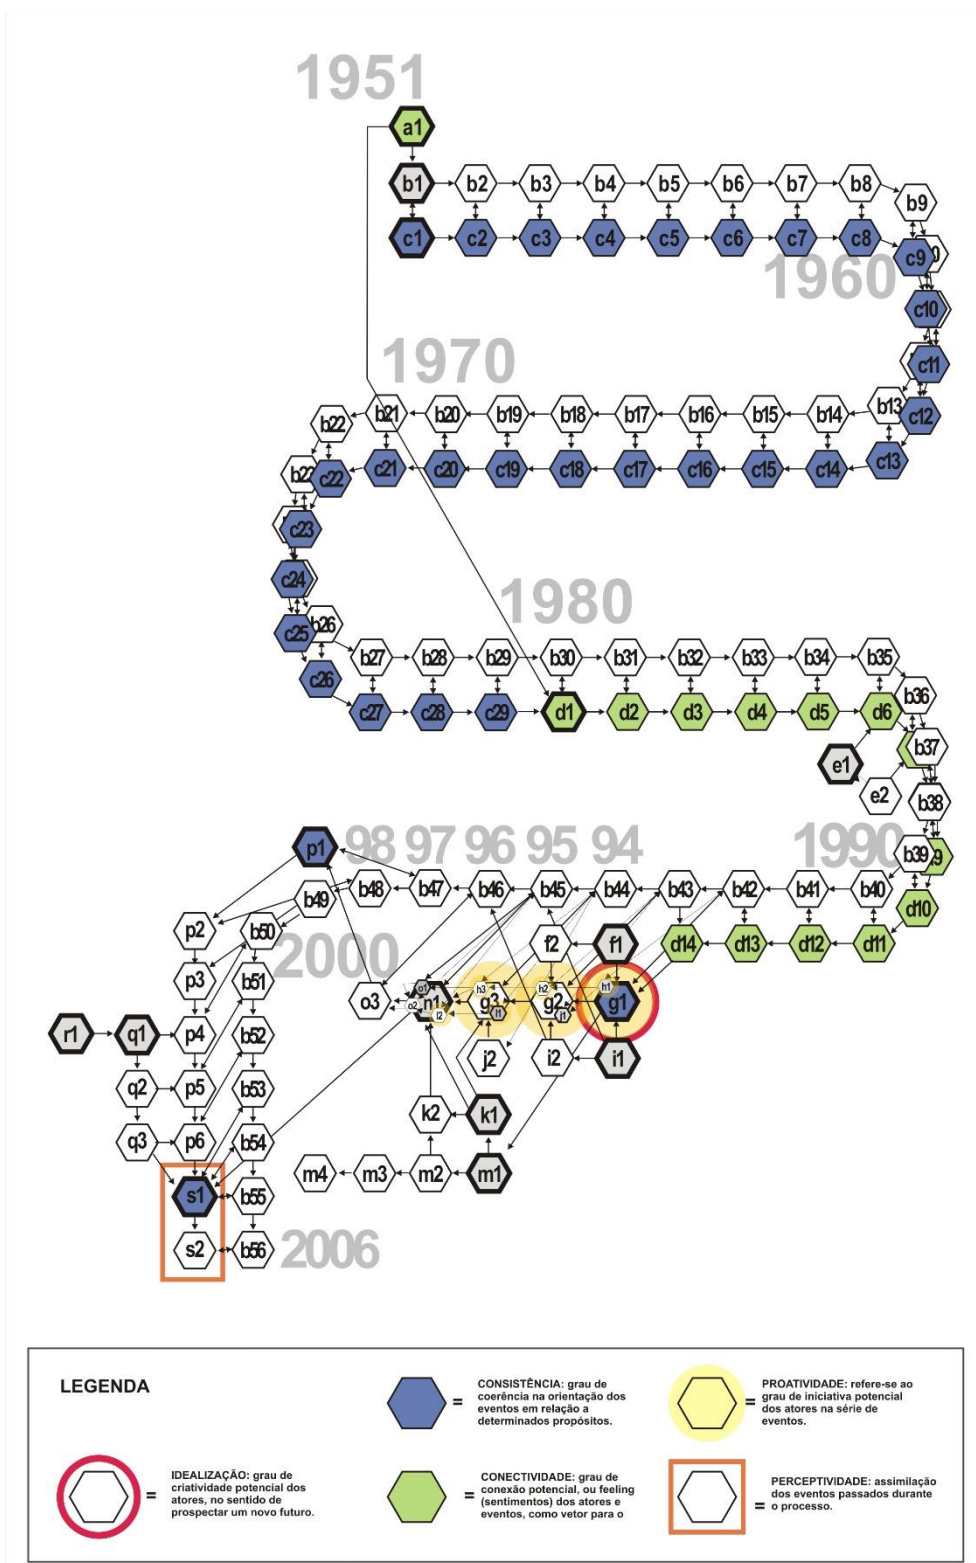 1951
a1
b1 b2 b3 b4 b5 b6 b7 b8 b9
c1 c2 c3 c4 c5 c6 c7 c8 c9
1960
c10
c11
1970
b22 b21 b20 b19 b18 b17 b16 b15 b14 b13 c12
c22 c21 c20 c19 c18 c17 c16 c15 c14 c13
c23
c24
1980
c25 b26
b27 b28 b29 b30 b31 b32 b33 b34 b35
c26
b36
c27 c28 c29 d1 d2 d3 d4 d5 d6
b37
e1
e2 b38
98 97 96 95 94 1990
p1 b39
b49 b48 b47 b46 b45 b44 b43 b42 b41 b40
d10
p2 b50 f2 f1 d14 d13 d12 d11
2000
p3 b51 o3 o1 n1 h3 g3 h2 g2 h1 g1
o2 l2 l1 j1
r1 q1 p4 b52
j2 i2 i1
q2 p5 b53
k2 k1
q3 p6 b54
m4 m3 m2 m1
s1 b55
s2 b56 2006
LEGENDA
= CONSISTÊNCIA: grau de
coerência na orientação dos
eventos em relação a
determinados propósitos.
= PROATIVIDADE: refere-se ao
grau de iniciativa potencial
dos atores na série de
eventos.
= IDEALIZAÇÃO: grau de
criatividade potencial dos
atores, no sentido de
prospectar um novo futuro.
= CONECTIVIDADE: grau de
conexão potencial, ou feeling
(sentimentos) dos atores e
eventos, como vetor para o
= PERCEPTIVIDADE: assimilação
dos eventos passados durante
o processo.